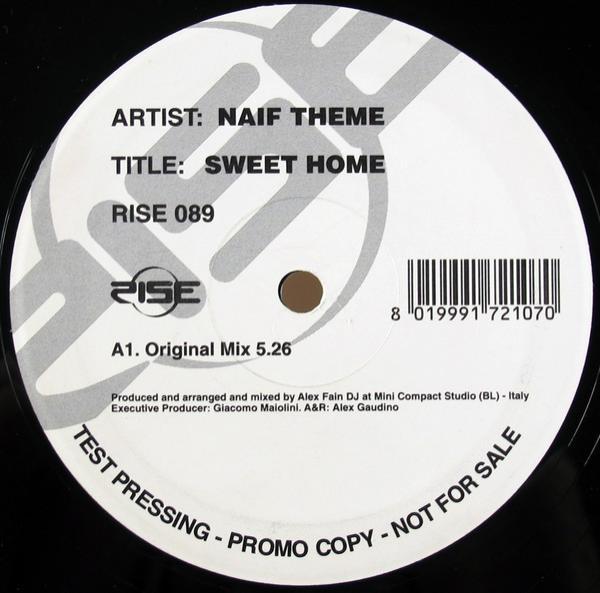 ARTIST: NAIF THEME
TITLE: SWEET HOME
RISE 089
RISE
8 019991 721070
A1. Original Mix 5.26
Produced and arranged and mixed by Alex Fain DJ at Mini Compact Studio (BL) - Italy
Executive Producer: Giacomo Maiolini. A&R: Alex Gaudino
TEST PRESSING - PROMO COPY - NOT FOR SALE